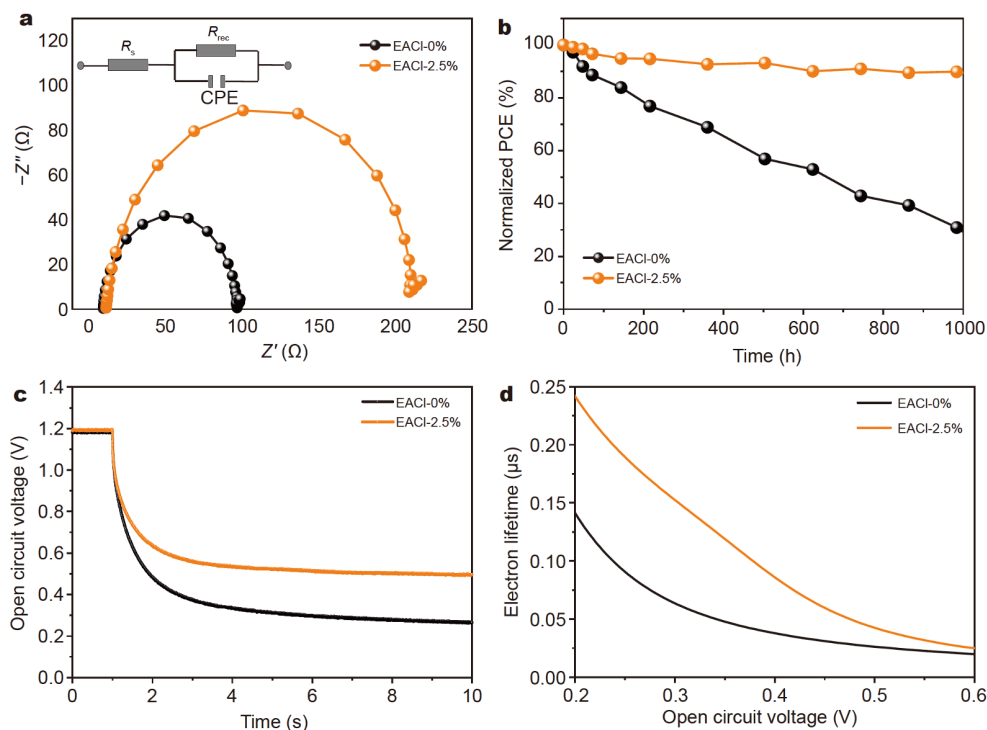 a
R_s
R_rec
CPE
EACl-0%
EACl-2.5%
120
100
80
60
40
20
0
−Z″ (Ω)
0
50
100
150
200
250
Z′ (Ω)
b
100
80
60
40
20
0
Normalized PCE (%)
EACl-0%
EACl-2.5%
0
200
400
600
800
1000
Time (h)
c
1.4
1.2
1.0
0.8
0.6
0.4
0.2
0.0
Open circuit voltage (V)
EACl-0%
EACl-2.5%
0
2
4
6
8
10
Time (s)
d
0.25
0.20
0.15
0.10
0.05
0.00
Electron lifetime (μs)
EACl-0%
EACl-2.5%
0.2
0.3
0.4
0.5
0.6
Open circuit voltage (V)